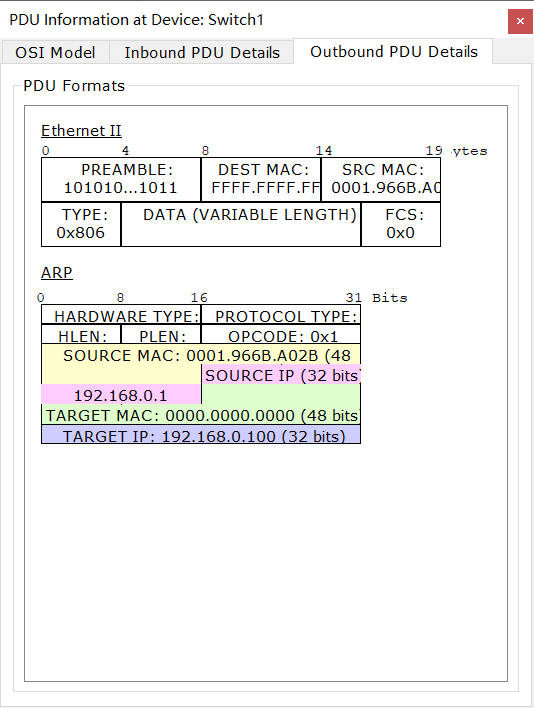 PDU Information at Device: Switch1
OSI Model Inbound PDU Details Outbound PDU Details
PDU Formats
Ethernet II
0 4 8 14 19 ytes
PREAMBLE: DEST MAC: SRC MAC:
101010...1011 FFFF.FFFF.FF 0001.966B.A0
TYPE: DATA (VARIABLE LENGTH) FCS:
0x806 0x0
ARP
0 8 16 31 Bits
HARDWARE TYPE: PROTOCOL TYPE:
HLEN: PLEN: OPCODE: 0x1
SOURCE MAC: 0001.966B.A02B (48
SOURCE IP (32 bits)
192.168.0.1
TARGET MAC: 0000.0000.0000 (48 bits
TARGET IP: 192.168.0.100 (32 bits)